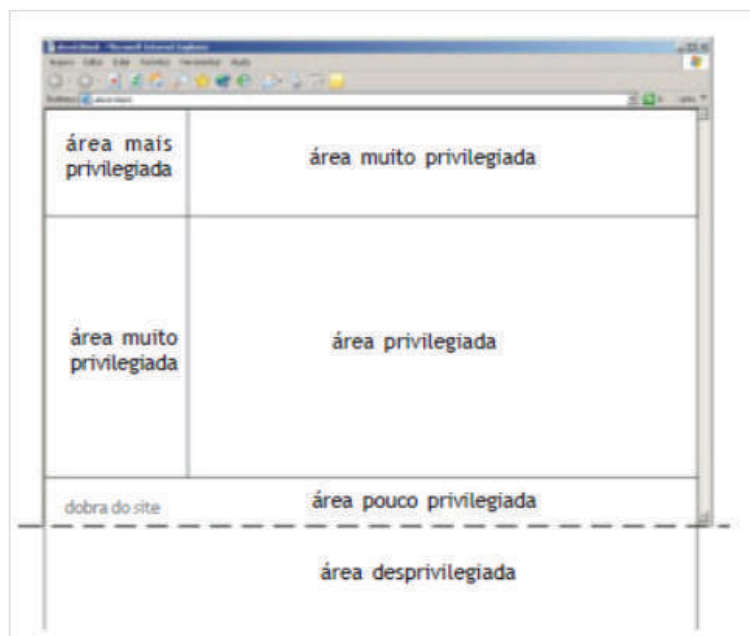 área mais
privilegiada
área muito privilegiada
área muito
privilegiada
área privilegiada
dobra do site
área pouco privilegiada
área desprivilegiada